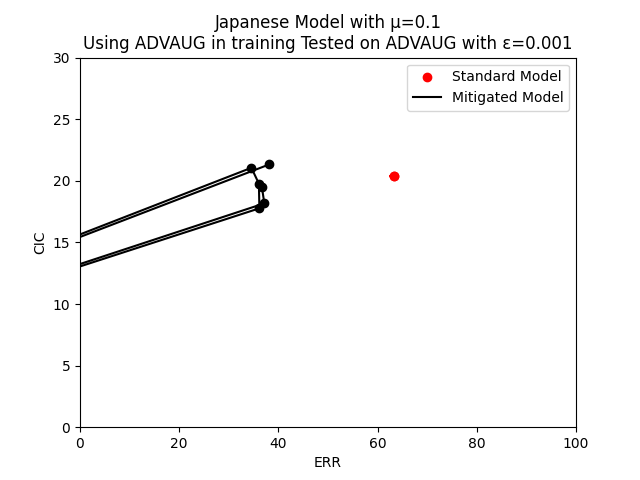 Japanese Model with μ=0.1
Using ADVAUG in training Tested on ADVAUG with ε=0.001
30
25
20
15
10
5
0
CIC
Standard Model
Mitigated Model
0 20 40 60 80 100
ERR